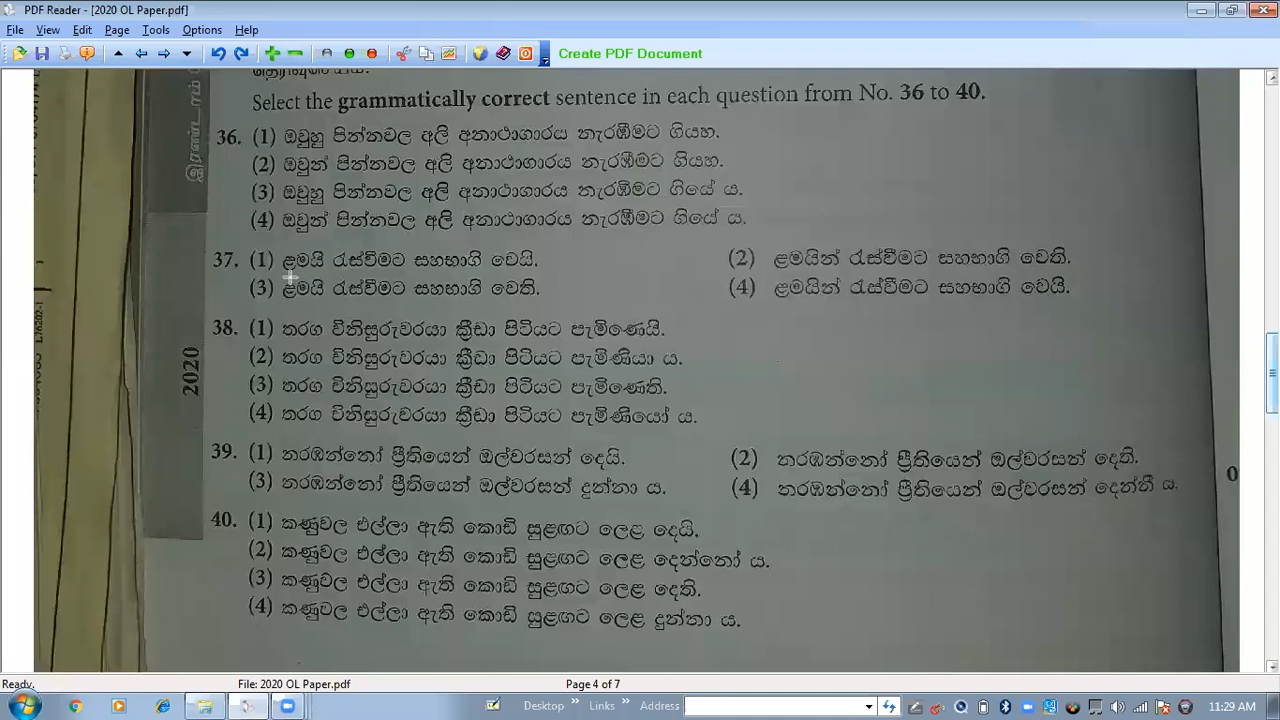 PDF Reader - [2020 OL Paper.pdf]
File View Edit Page Tools Options Help
Create PDF Document
Select the grammatically correct sentence in each question from No. 36 to 40.
36. (1) ඔවුහු පින්නවල අලි අනාථාගාරය නැරඹීමට ගියහ.
(2) ඔවුන් පින්නවල අලි අනාථාගාරය නැරඹීමට ගියහ.
(3) ඔවුහු පින්නවල අලි අනාථාගාරය නැරඹීමට ගියේ ය.
(4) ඔවුන් පින්නවල අලි අනාථාගාරය නැරඹීමට ගියේ ය.
37. (1) ළමයි රැස්වීමට සහභාගි වෙයි. (2) ළමයින් රැස්වීමට සහභාගි වෙති.
(3) ළමයි රැස්වීමට සහභාගි වෙති. (4) ළමයින් රැස්වීමට සහභාගි වෙයි.
38. (1) තරග විනිසුරුවරයා ක්‍රීඩා පිටියට පැමිණෙයි.
(2) තරග විනිසුරුවරයා ක්‍රීඩා පිටියට පැමිණියා ය.
(3) තරග විනිසුරුවරයා ක්‍රීඩා පිටියට පැමිණෙති.
(4) තරග විනිසුරුවරයා ක්‍රීඩා පිටියට පැමිණියෝ ය.
2020
39. (1) නරඹන්නෝ ප්‍රීතියෙන් ඔල්වරසන් දෙයි. (2) නරඹන්නෝ ප්‍රීතියෙන් ඔල්වරසන් දෙති.
(3) නරඹන්නෝ ප්‍රීතියෙන් ඔල්වරසන් දුන්නා ය. (4) නරඹන්නෝ ප්‍රීතියෙන් ඔල්වරසන් දෙන්නී ය.
0
40. (1) කණුවල එල්ලා ඇති කොඩි සුළඟට ලෙළ දෙයි.
(2) කණුවල එල්ලා ඇති කොඩි සුළඟට ලෙළ දෙන්නෝ ය.
(3) කණුවල එල්ලා ඇති කොඩි සුළඟට ලෙළ දෙති.
(4) කණුවල එල්ලා ඇති කොඩි සුළඟට ලෙළ දුන්නා ය.
Ready. File: 2020 OL Paper.pdf Page 4 of 7
Desktop Links Address 11:29 AM